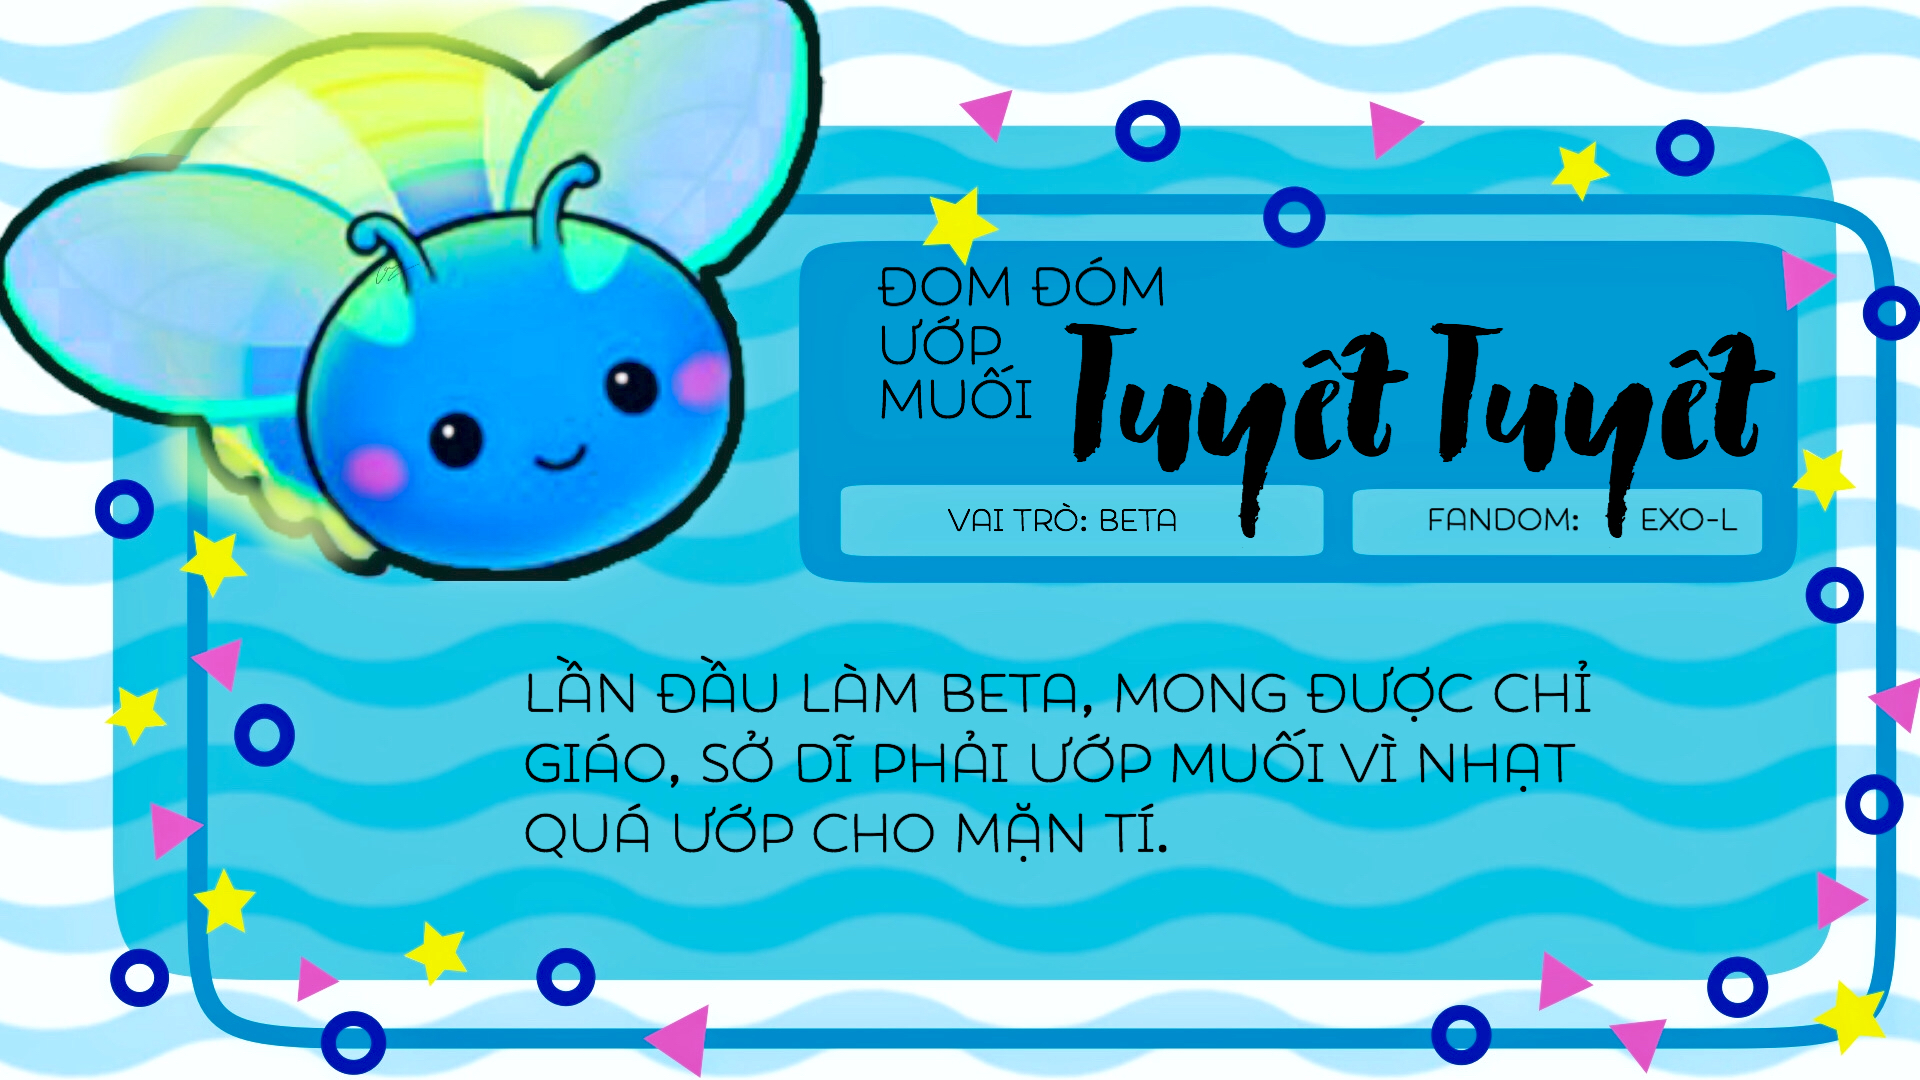 ĐOM ĐÓM
ƯỚP
MUỐI
Tuyết Tuyết
VAI TRÒ: BETA
FANDOM: EXO-L
LẦN ĐẦU LÀM BETA, MONG ĐƯỢC CHỈ
GIÁO, SỞ DĨ PHẢI ƯỚP MUỐI VÌ NHẠT
QUÁ ƯỚP CHO MẶN TÍ.